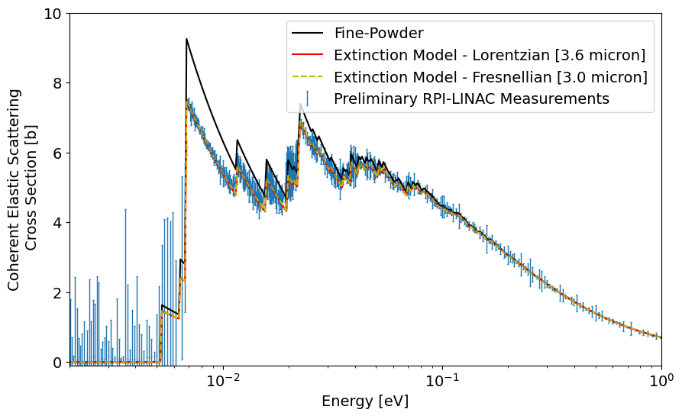 Fine-Powder
Extinction Model - Lorentzian [3.6 micron]
Extinction Model - Fresnellian [3.0 micron]
Preliminary RPI-LINAC Measurements
Coherent Elastic Scattering
Cross Section [b]
10
8
6
4
2
0
10⁻² 10⁻¹ 10⁰
Energy [eV]